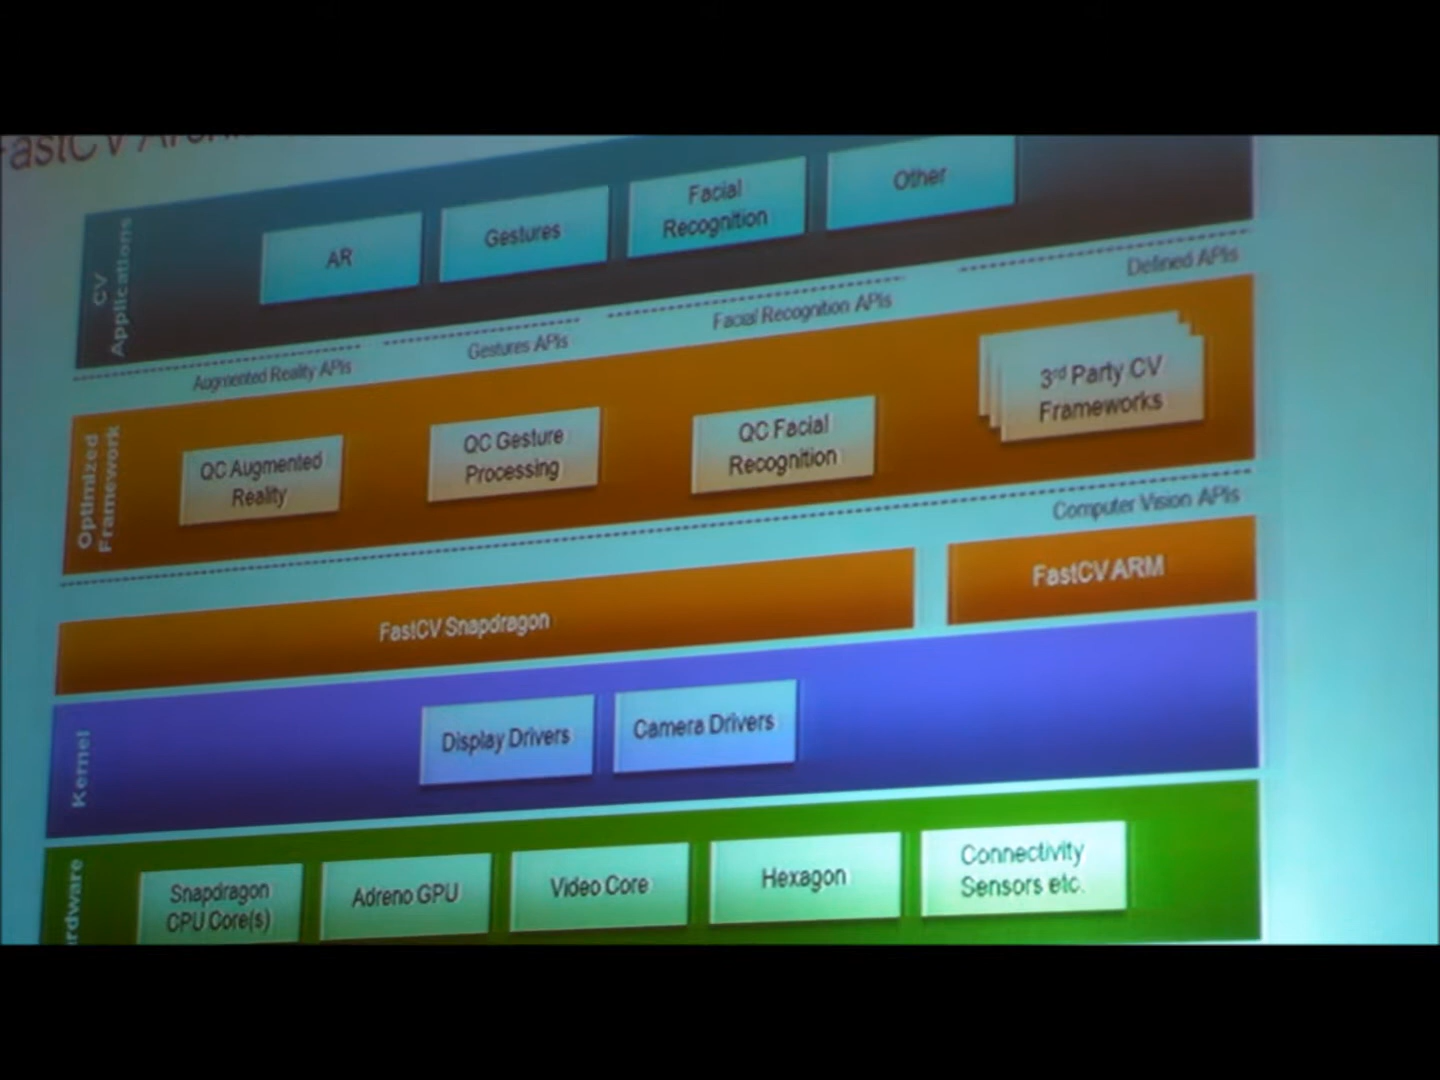 FastCV
CV
Applications
AR
Gestures
Facial
Recognition
Other
Augmented Reality APIs
Gestures APIs
Facial Recognition APIs
Defined APIs
Optimized
Framework
QC Augmented
Reality
QC Gesture
Processing
QC Facial
Recognition
3rd Party CV
Frameworks
Computer Vision APIs
FastCV Snapdragon
FastCV ARM
Kernel
Display Drivers
Camera Drivers
rdware
Snapdragon
CPU Core(s)
Adreno GPU
Video Core
Hexagon
Connectivity
Sensors etc.